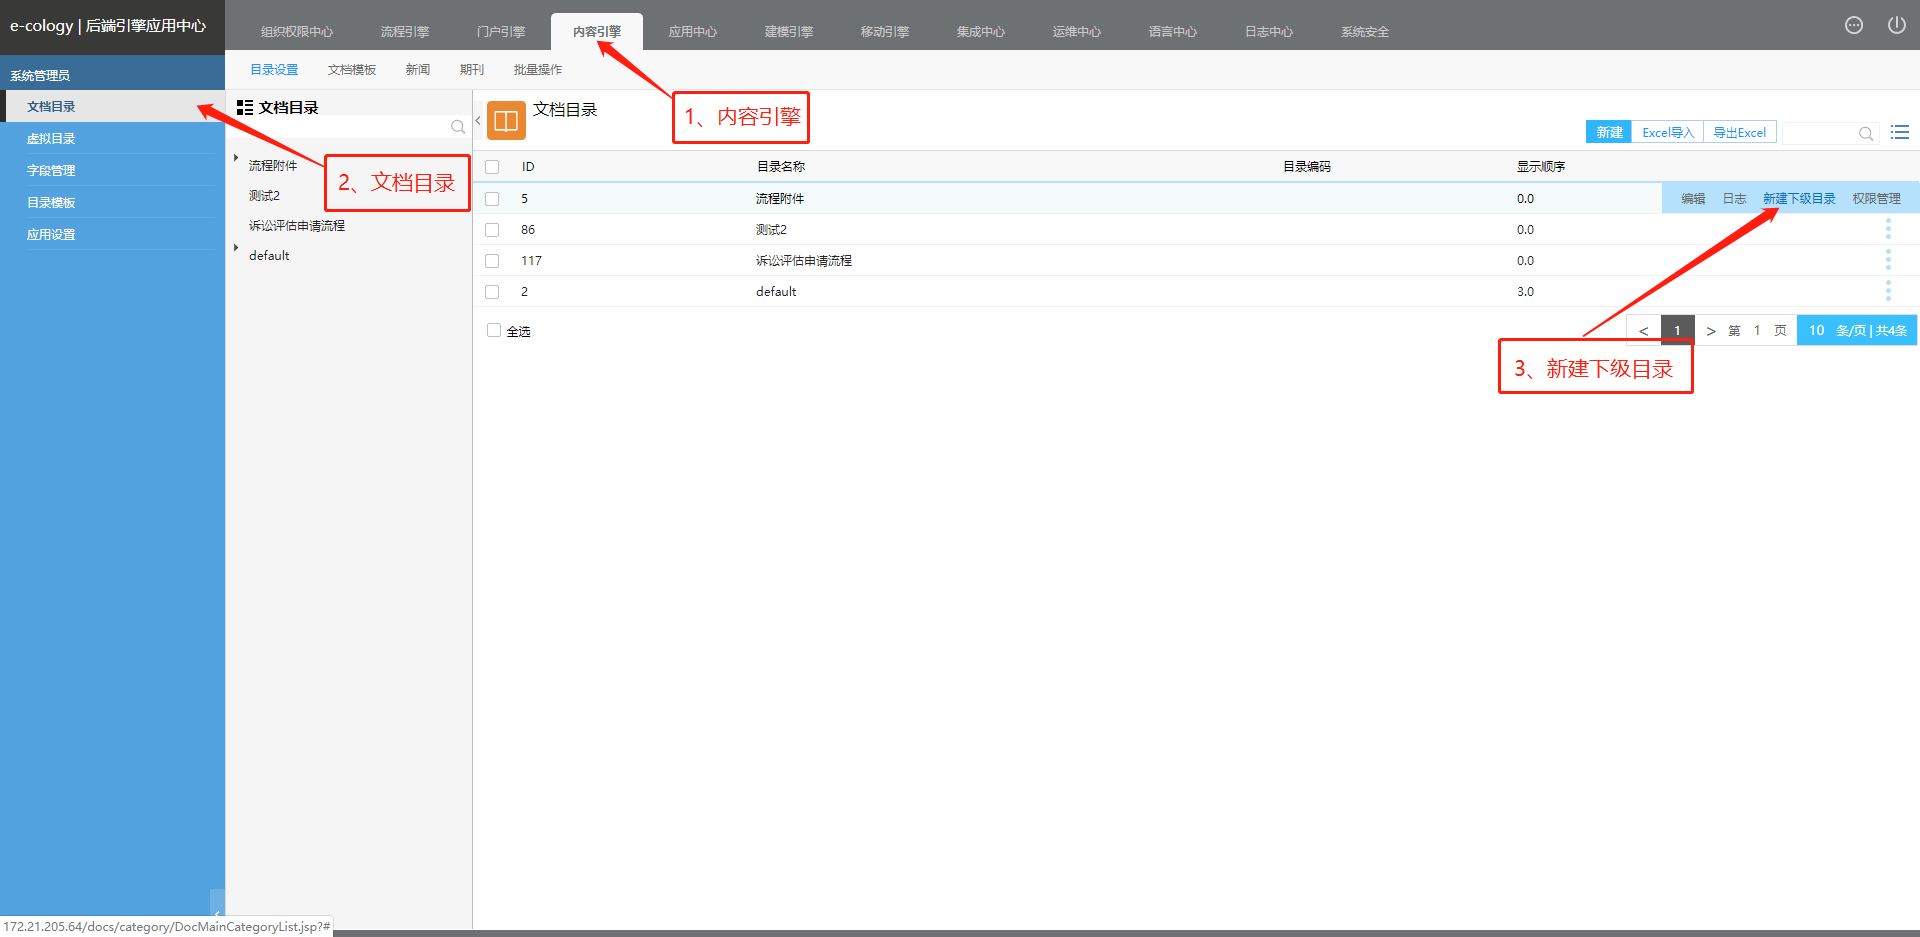 e-cology | 后端引擎应用中心
组织权限中心 流程引擎 门户引擎 内容引擎 应用中心 建模引擎 移动引擎 集成中心 运维中心 语言中心 日志中心 系统安全
目录设置 文档模板 新闻 期刊 批量操作
系统管理员
文档目录
虚拟目录
字段管理
目录模板
应用设置
文档目录
流程附件
测试2
诉讼评估申请流程
default
文档目录
新建 Excel导入 导出Excel
ID 目录名称 目录编码 显示顺序
5 流程附件 0.0 编辑 日志 新建下级目录 权限管理
86 测试2 0.0
117 诉讼评估申请流程 0.0
2 default 3.0
全选
< 1 > 第 1 页 10 条/页 | 共4条
1、内容引擎
2、文档目录
3、新建下级目录
172.21.205.64/docs/category/DocMainCategoryList.jsp?#